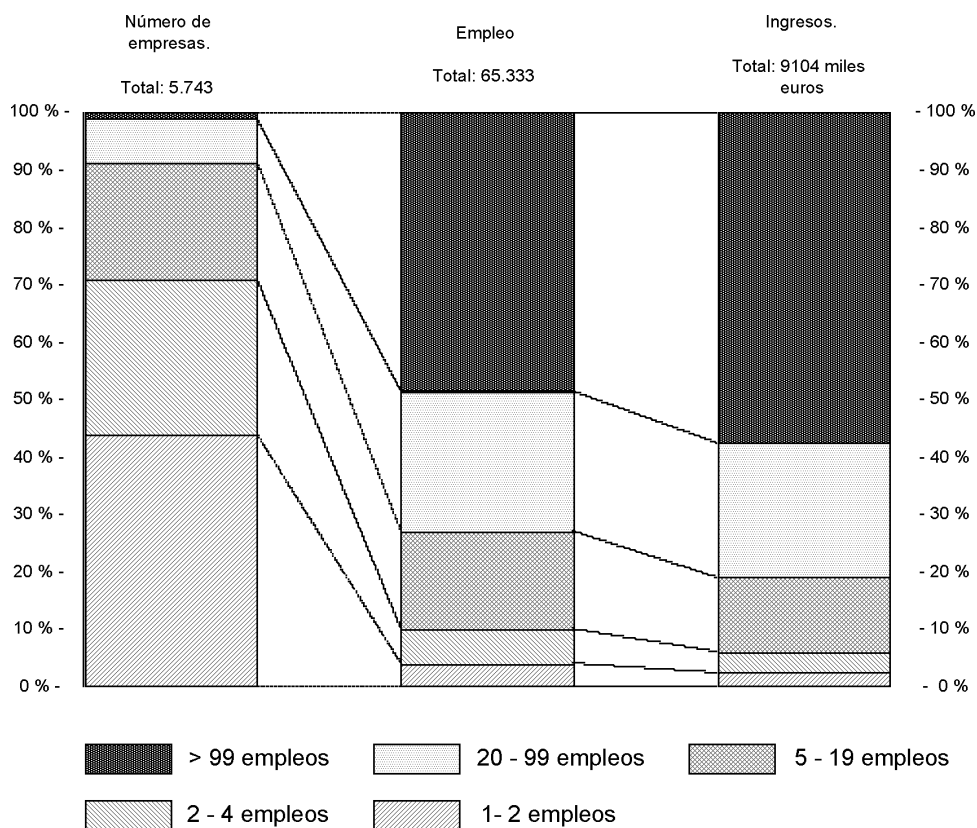 Número de
empresas.
Total: 5.743
Empleo
Total: 65.333
Ingresos.
Total: 9104 miles
euros
100 % -
90 % -
80 % -
70 % -
60 % -
50 % -
40 % -
30 % -
20 % -
10 % -
0 % -
- 100 %
- 90 %
- 80 %
- 70 %
- 60 %
- 50 %
- 40 %
- 30 %
- 20 %
- 10 %
- 0 %
> 99 empleos
20 - 99 empleos
5 - 19 empleos
2 - 4 empleos
1- 2 empleos